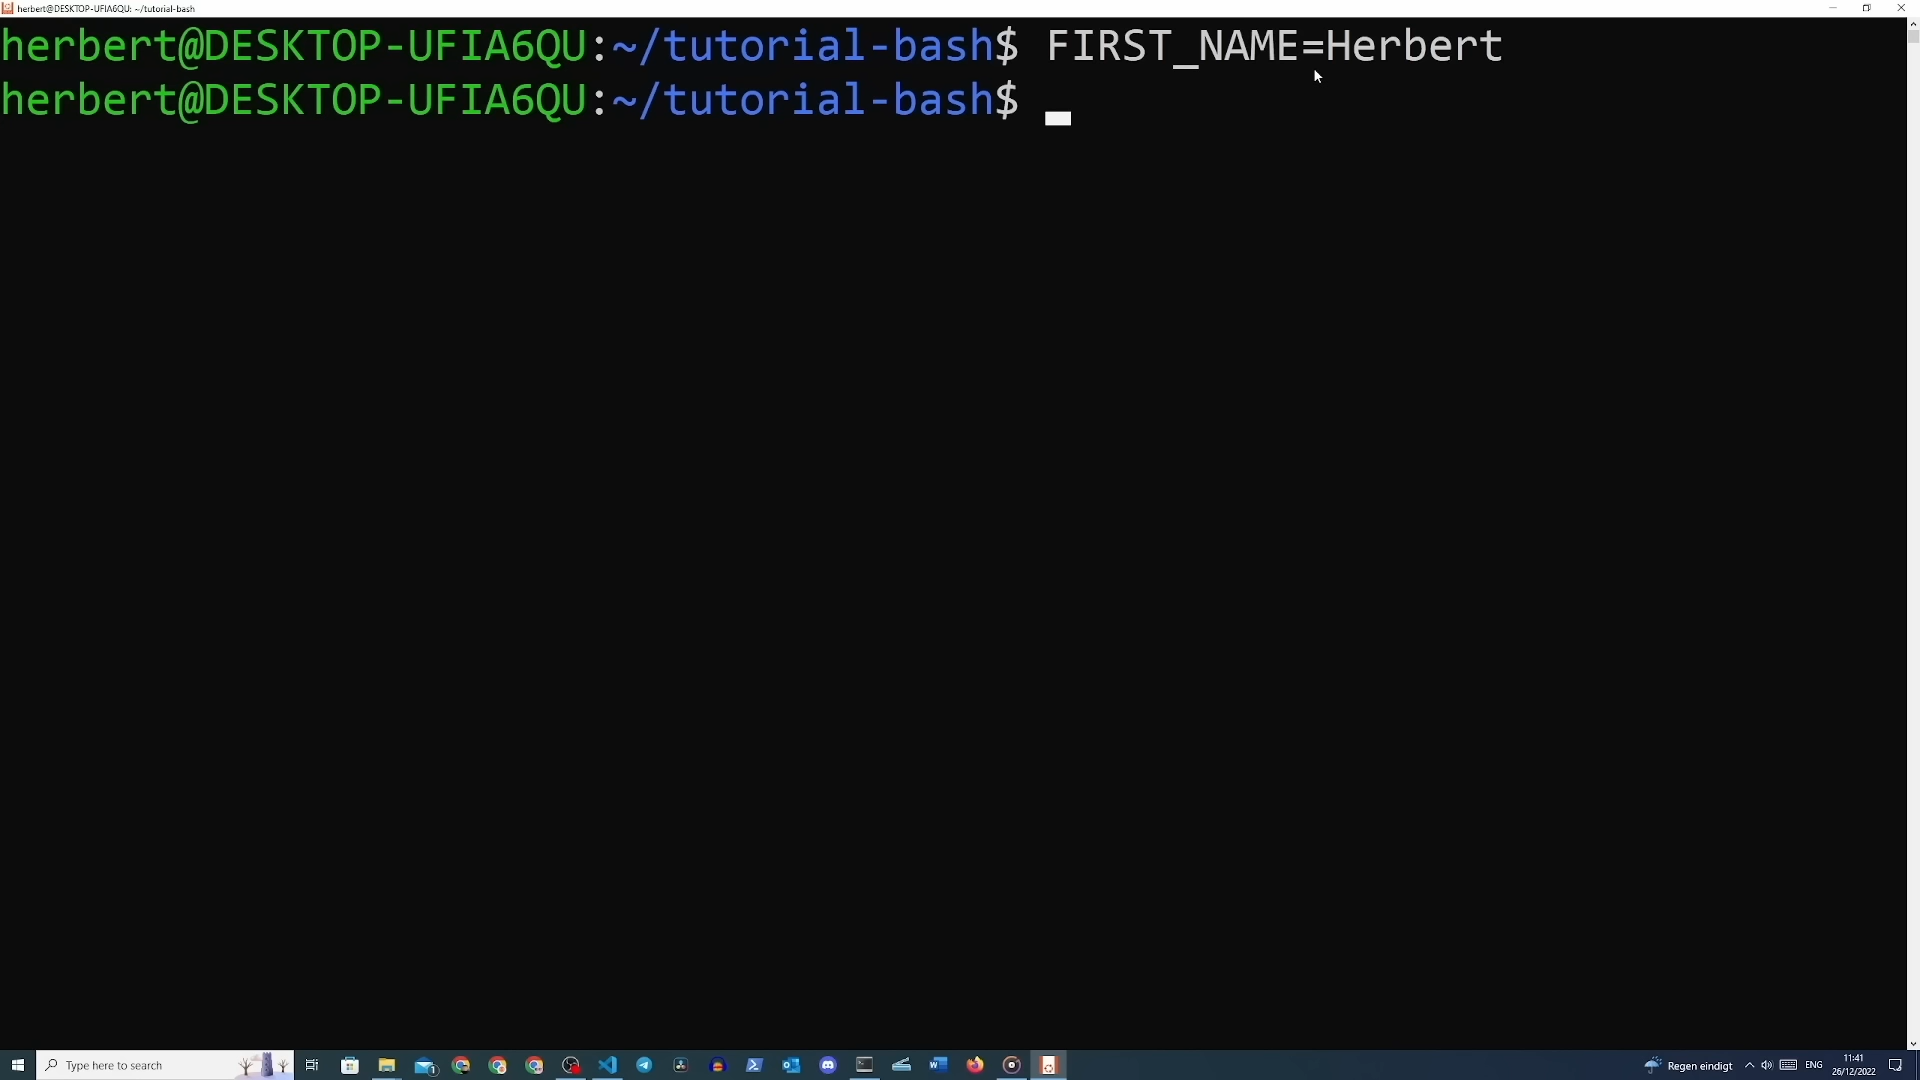 herbert@DESKTOP-UFIA6QU: ~/tutorial-bash
herbert@DESKTOP-UFIA6QU:~/tutorial-bash$ FIRST_NAME=Herbert
herbert@DESKTOP-UFIA6QU:~/tutorial-bash$
Type here to search
1
Regen eindigt
ENG
11:41
26/12/2022